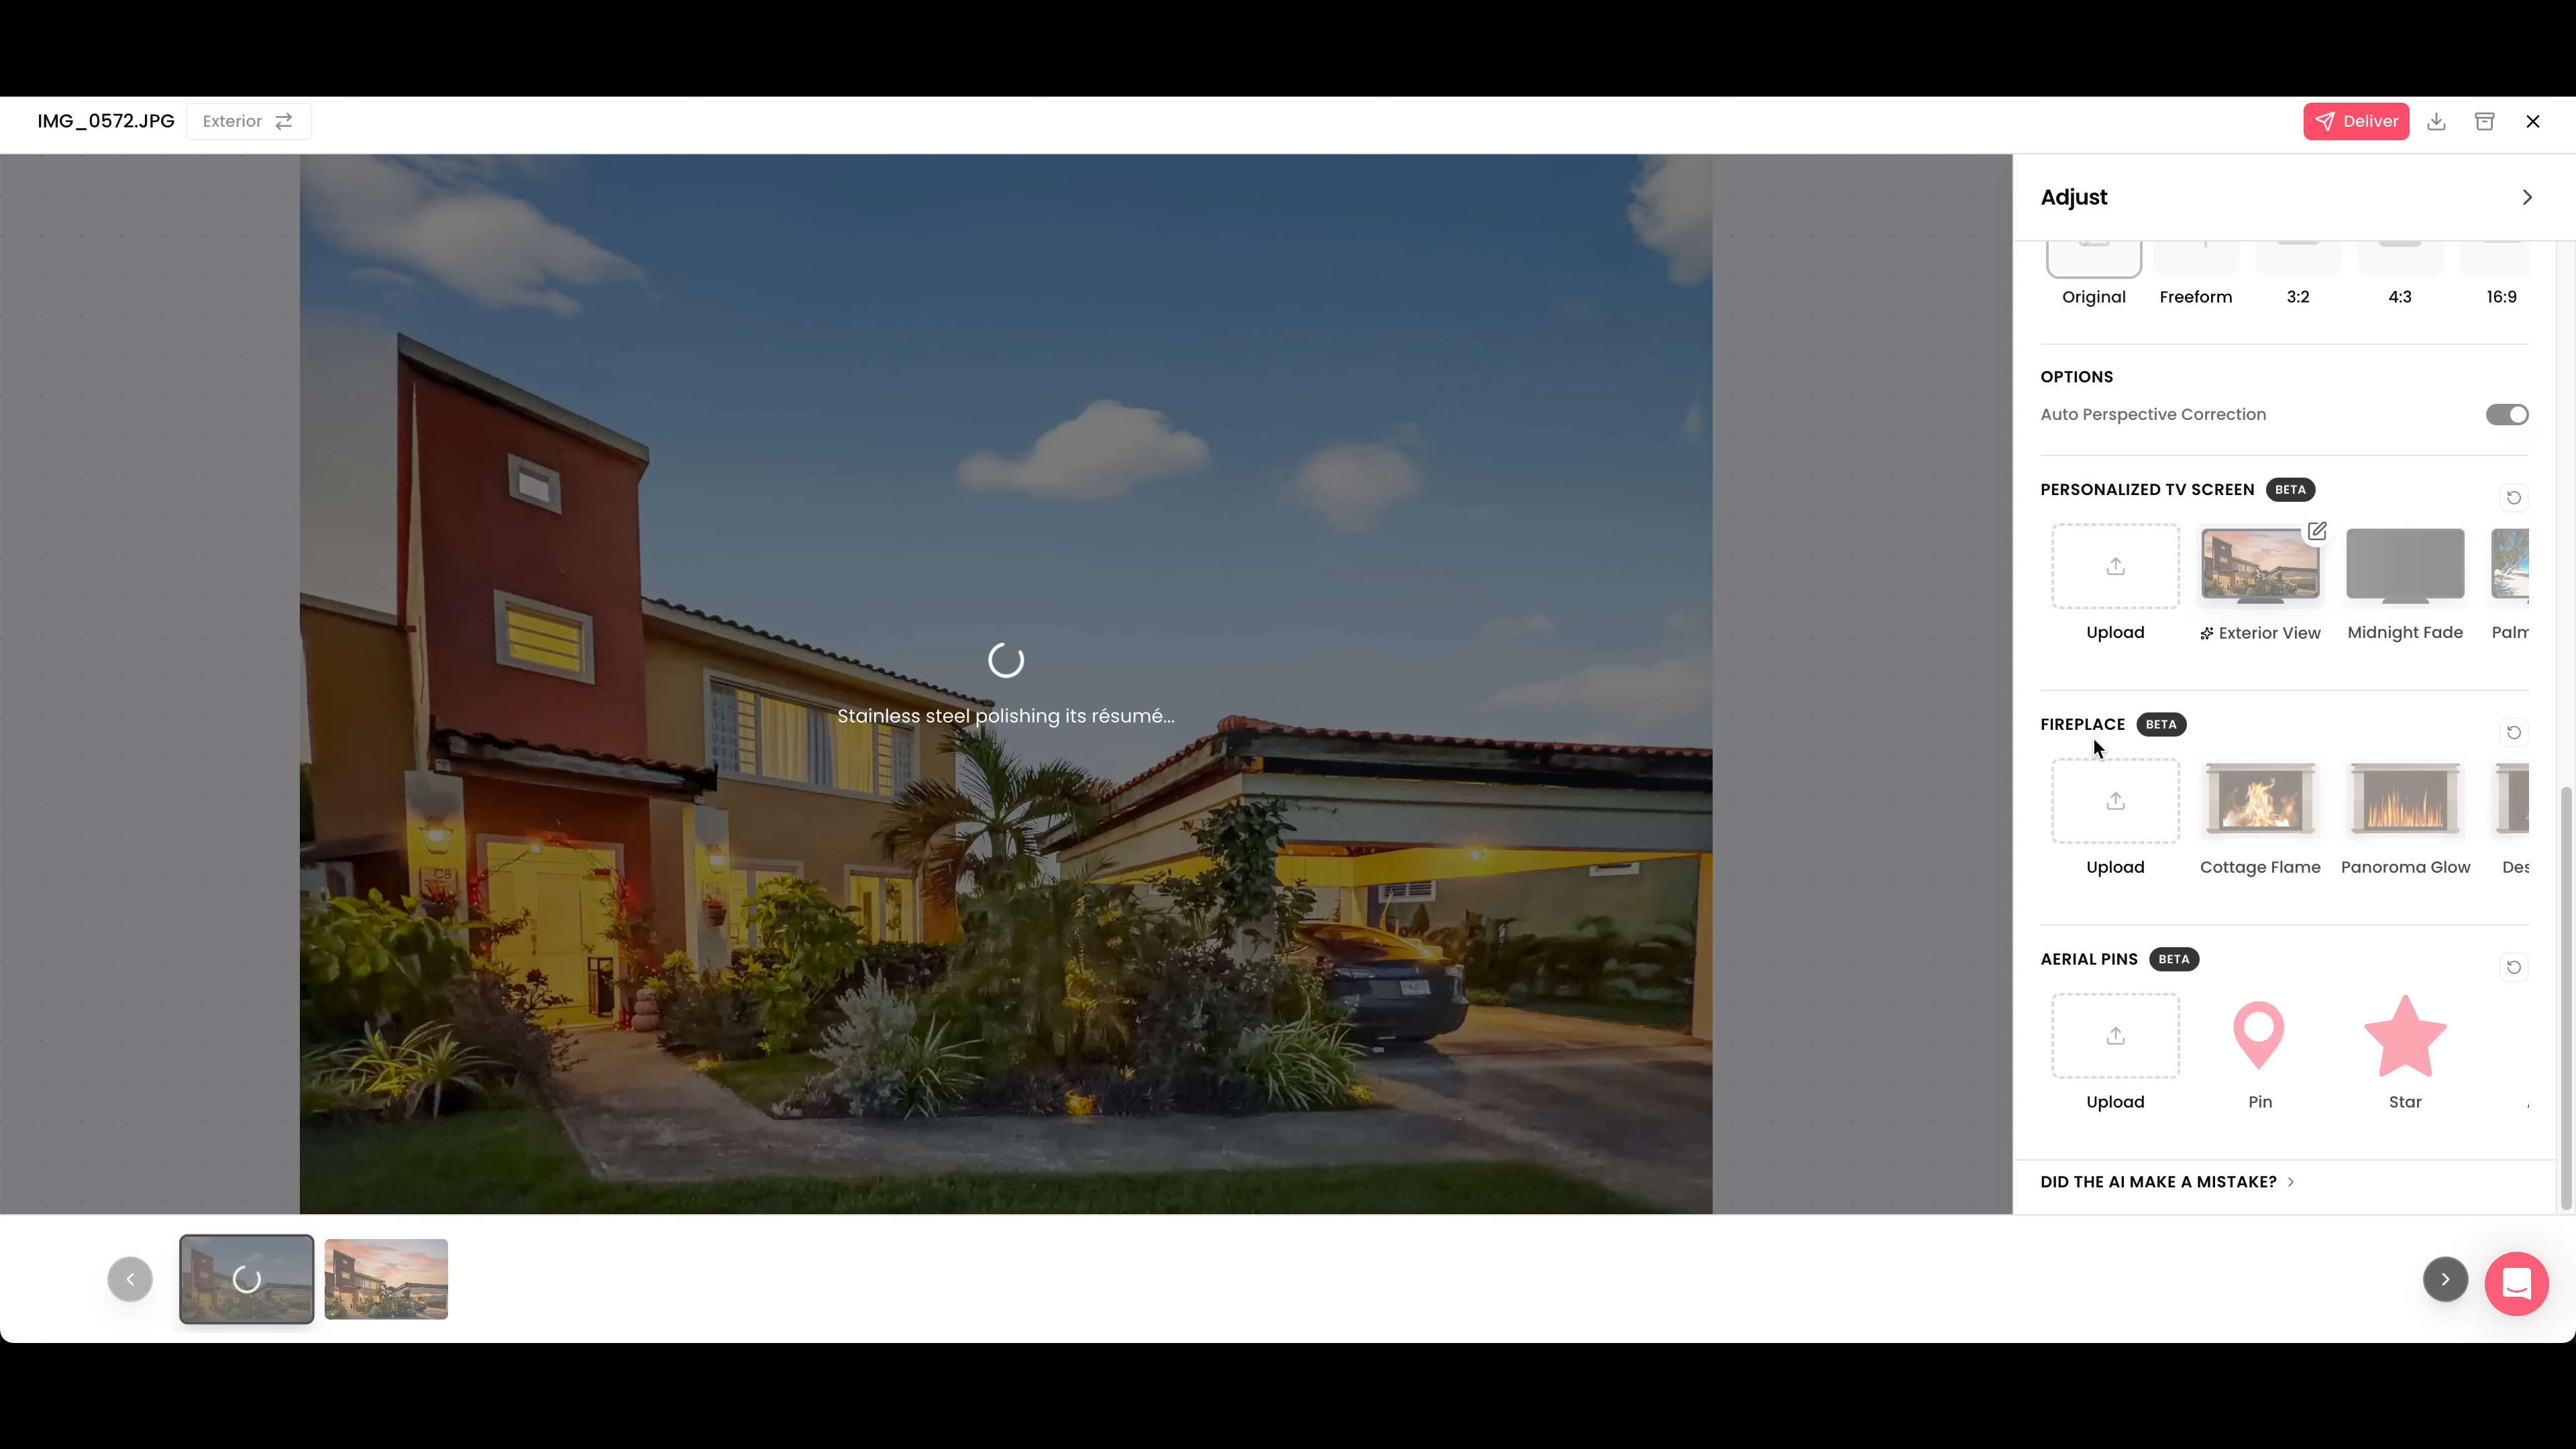 IMG_0572.JPG
Exterior
Deliver
Adjust
Original
Freeform
3:2
4:3
16:9
OPTIONS
Auto Perspective Correction
PERSONALIZED TV SCREEN BETA
Upload
Exterior View
Midnight Fade
Palm
Stainless steel polishing its résumé...
FIREPLACE BETA
Upload
Cottage Flame
Panoroma Glow
Des
AERIAL PINS BETA
Upload
Pin
Star
DID THE AI MAKE A MISTAKE?